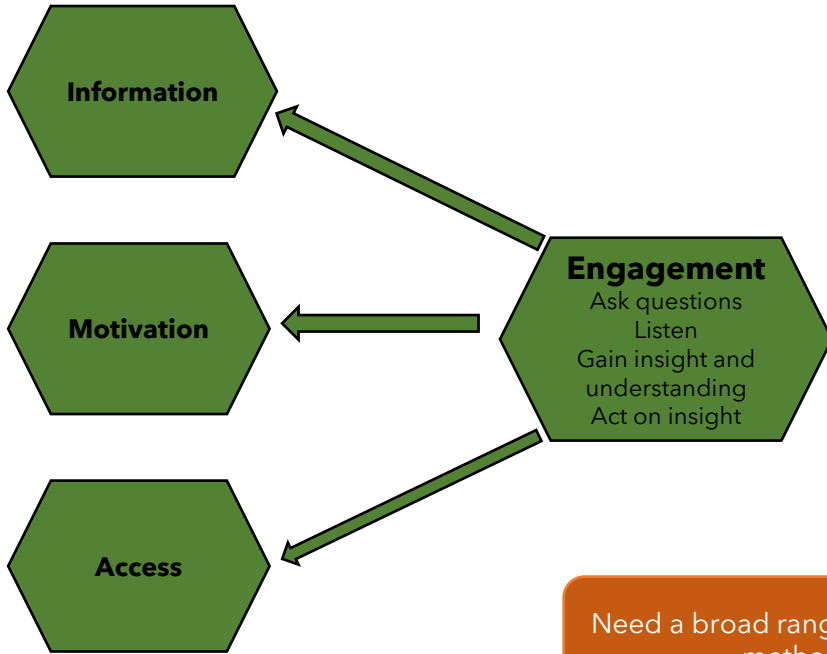 Information
Engagement
Ask questions
Listen
Gain insight and
understanding
Act on insight
Motivation
Access
Need a broad rang